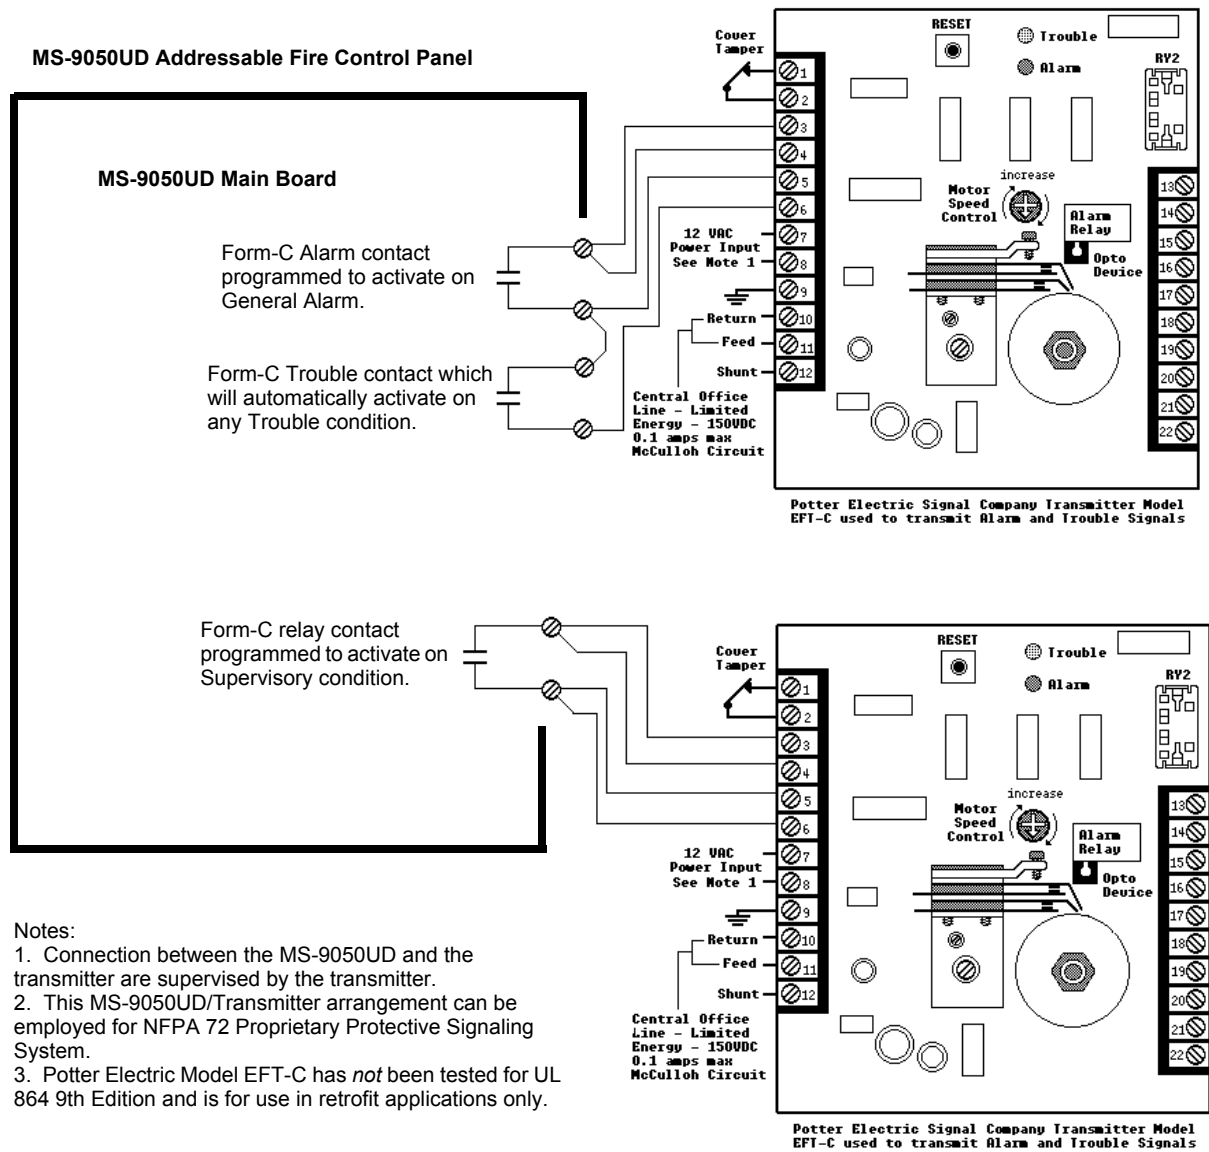 MS-9050UD Addressable Fire Control Panel
MS-9050UD Main Board
Form-C Alarm contact
programmed to activate on
General Alarm.
Form-C Trouble contact which
will automatically activate on
any Trouble condition.
Cover
Tamper
1
2
3
4
5
6
12 VAC
Power Input
See Note 1
7
8
9
Return
10
Feed
11
Shunt
12
Central Office
Line - Limited
Energy - 150VDC
0.1 amps max
McCulloh Circuit
RESET
Trouble
Alarm
RY2
increase
Motor
Speed
Control
Alarm
Relay
Opto
Device
13
14
15
16
17
18
19
20
21
22
Potter Electric Signal Company Transmitter Model
EFT-C used to transmit Alarm and Trouble Signals
Form-C relay contact
programmed to activate on
Supervisory condition.
Cover
Tamper
1
2
3
4
5
6
12 VAC
Power Input
See Note 1
7
8
9
Return
10
Feed
11
Shunt
12
Central Office
Line - Limited
Energy - 150VDC
0.1 amps max
McCulloh Circuit
RESET
Trouble
Alarm
RY2
increase
Motor
Speed
Control
Alarm
Relay
Opto
Device
13
14
15
16
17
18
19
20
21
22
Potter Electric Signal Company Transmitter Model
EFT-C used to transmit Alarm and Trouble Signals
Notes:
1. Connection between the MS-9050UD and the
transmitter are supervised by the transmitter.
2. This MS-9050UD/Transmitter arrangement can be
employed for NFPA 72 Proprietary Protective Signaling
System.
3. Potter Electric Model EFT-C has not been tested for UL
864 9th Edition and is for use in retrofit applications only.